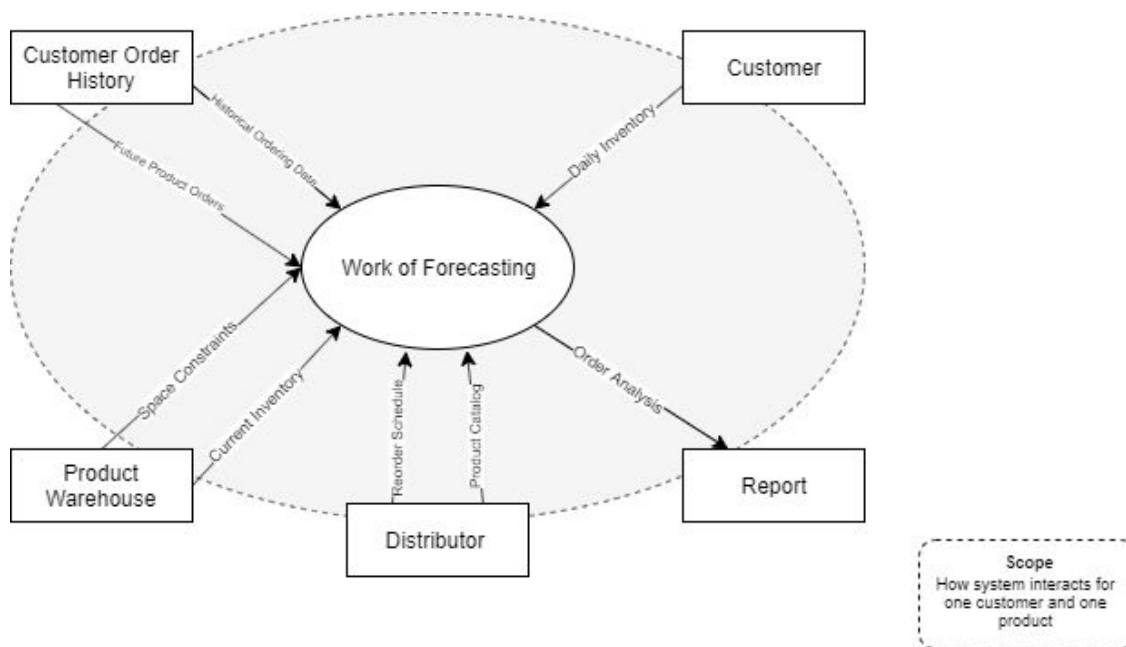 Customer Order
History
Customer
Historical Ordering Data
Daily Inventory
Future Product Orders
Work of Forecasting
Space Constraints
Current Inventory
Reorder Schedule
Product Catalog
Order Analysis
Product
Warehouse
Distributor
Report
Scope
How system interacts for
one customer and one
product